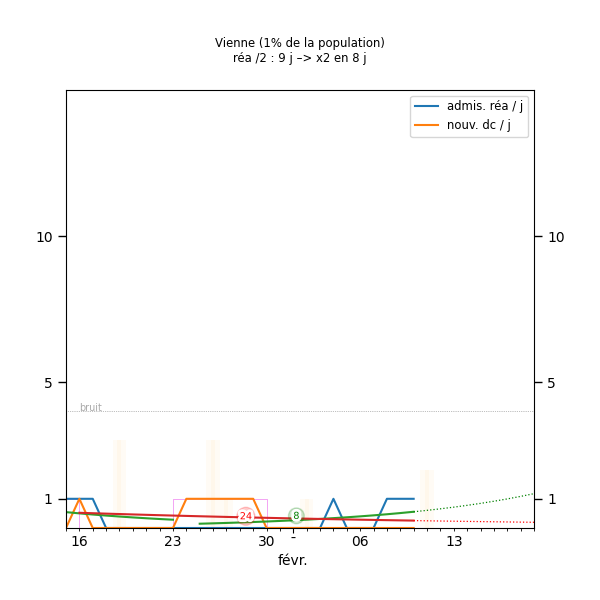 Vienne (1% de la population)
réa /2 : 9 j –> x2 en 8 j
admis. réa / j
nouv. dc / j
10
10
5
5
bruit
1
1
24
8
16
23
30
-
06
13
févr.